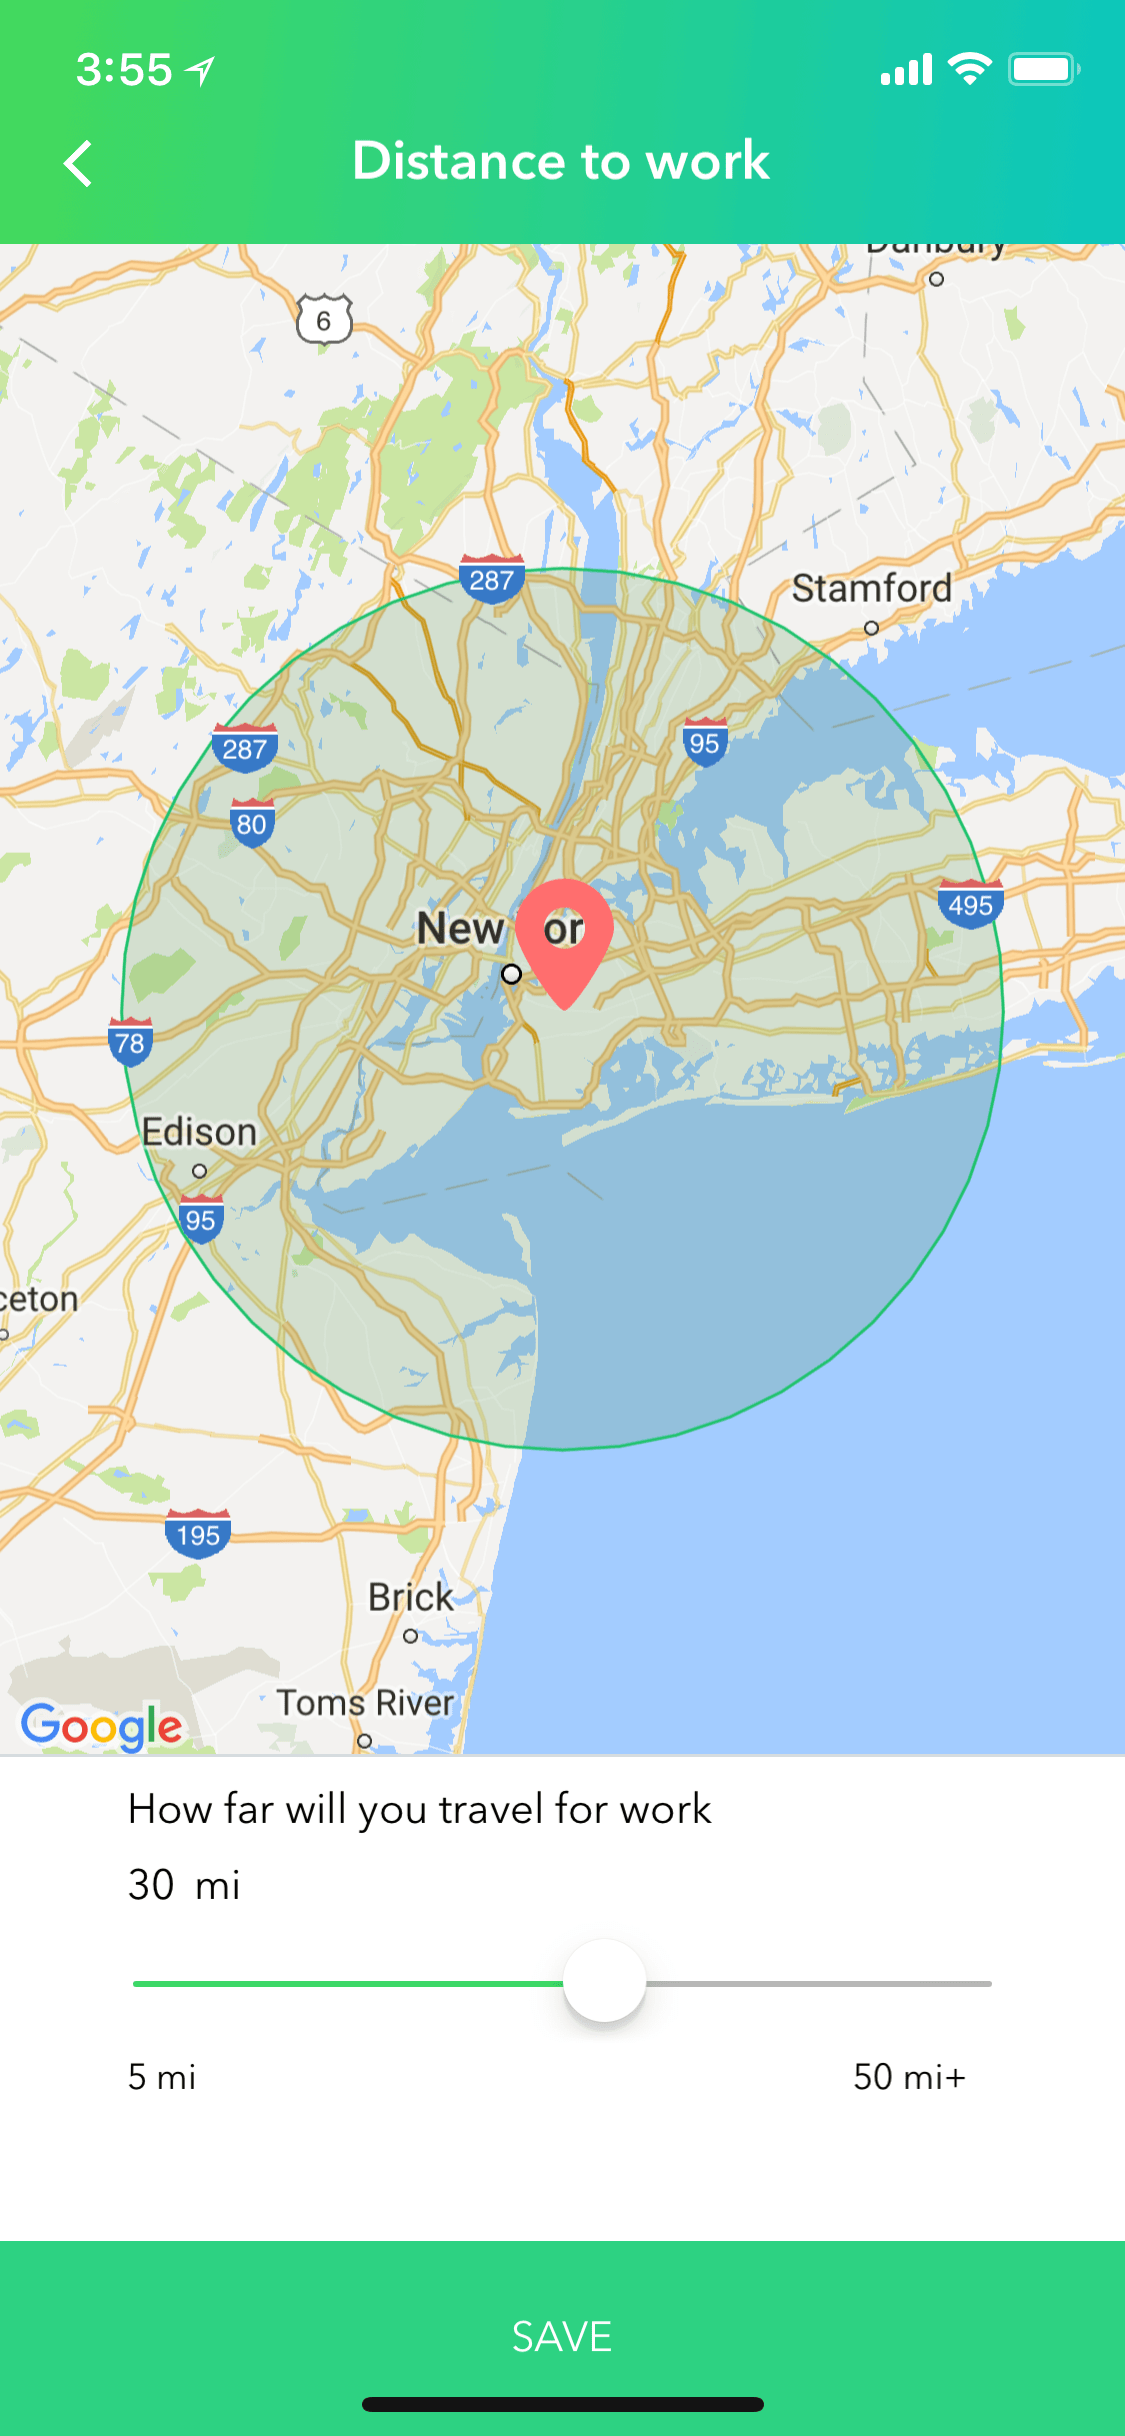 3:55
Distance to work
Danbury
6
287
Stamford
287
95
80
495
New or
78
Edison
95
ceton
195
Brick
Toms River
Google
How far will you travel for work
30 mi
5 mi
50 mi+
SAVE